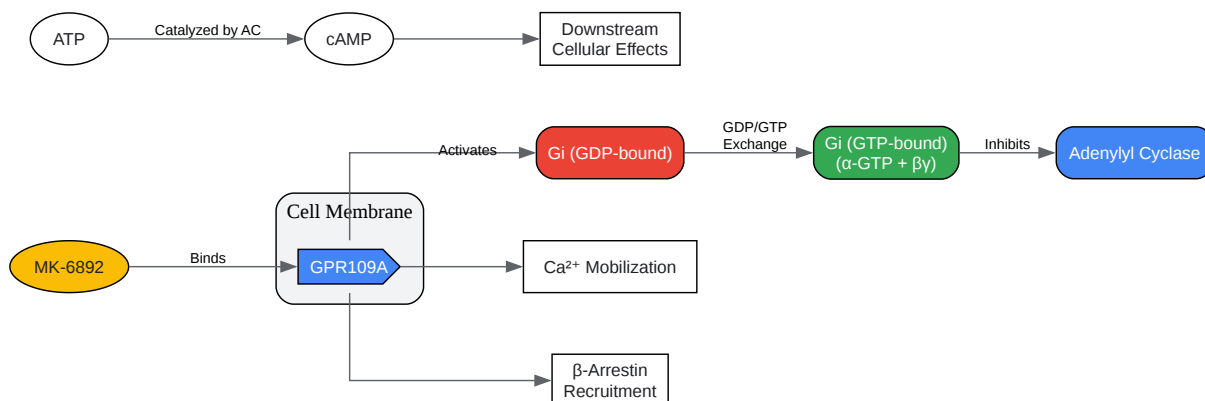 ATP
Catalyzed by AC
cAMP
Downstream
Cellular Effects
Activates
Gi (GDP-bound)
GDP/GTP
Exchange
Gi (GTP-bound)
(α-GTP + βγ)
Inhibits
Adenylyl Cyclase
Cell Membrane
MK-6892
Binds
GPR109A
Ca²⁺ Mobilization
β-Arrestin
Recruitment